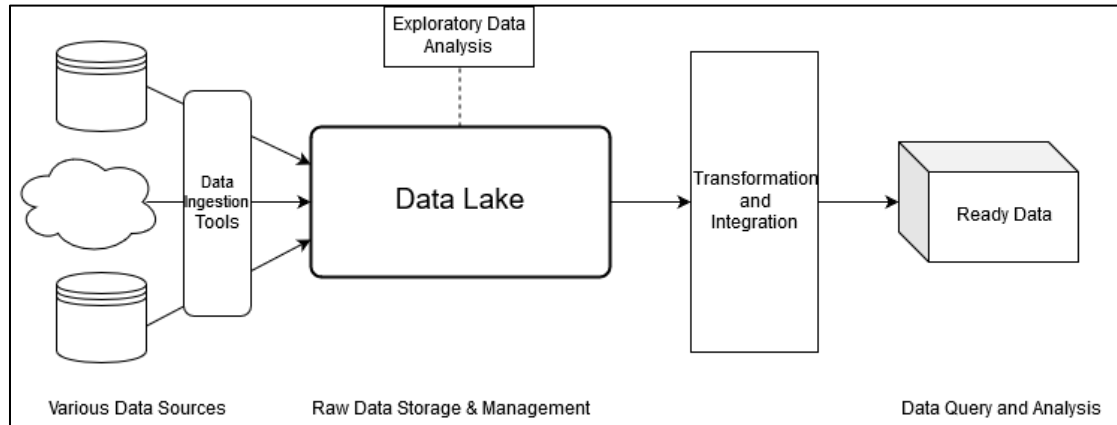 Exploratory Data
Analysis
Data
Ingestion
Tools
Data Lake
Transformation
and
Integration
Ready Data
Various Data Sources
Raw Data Storage & Management
Data Query and Analysis